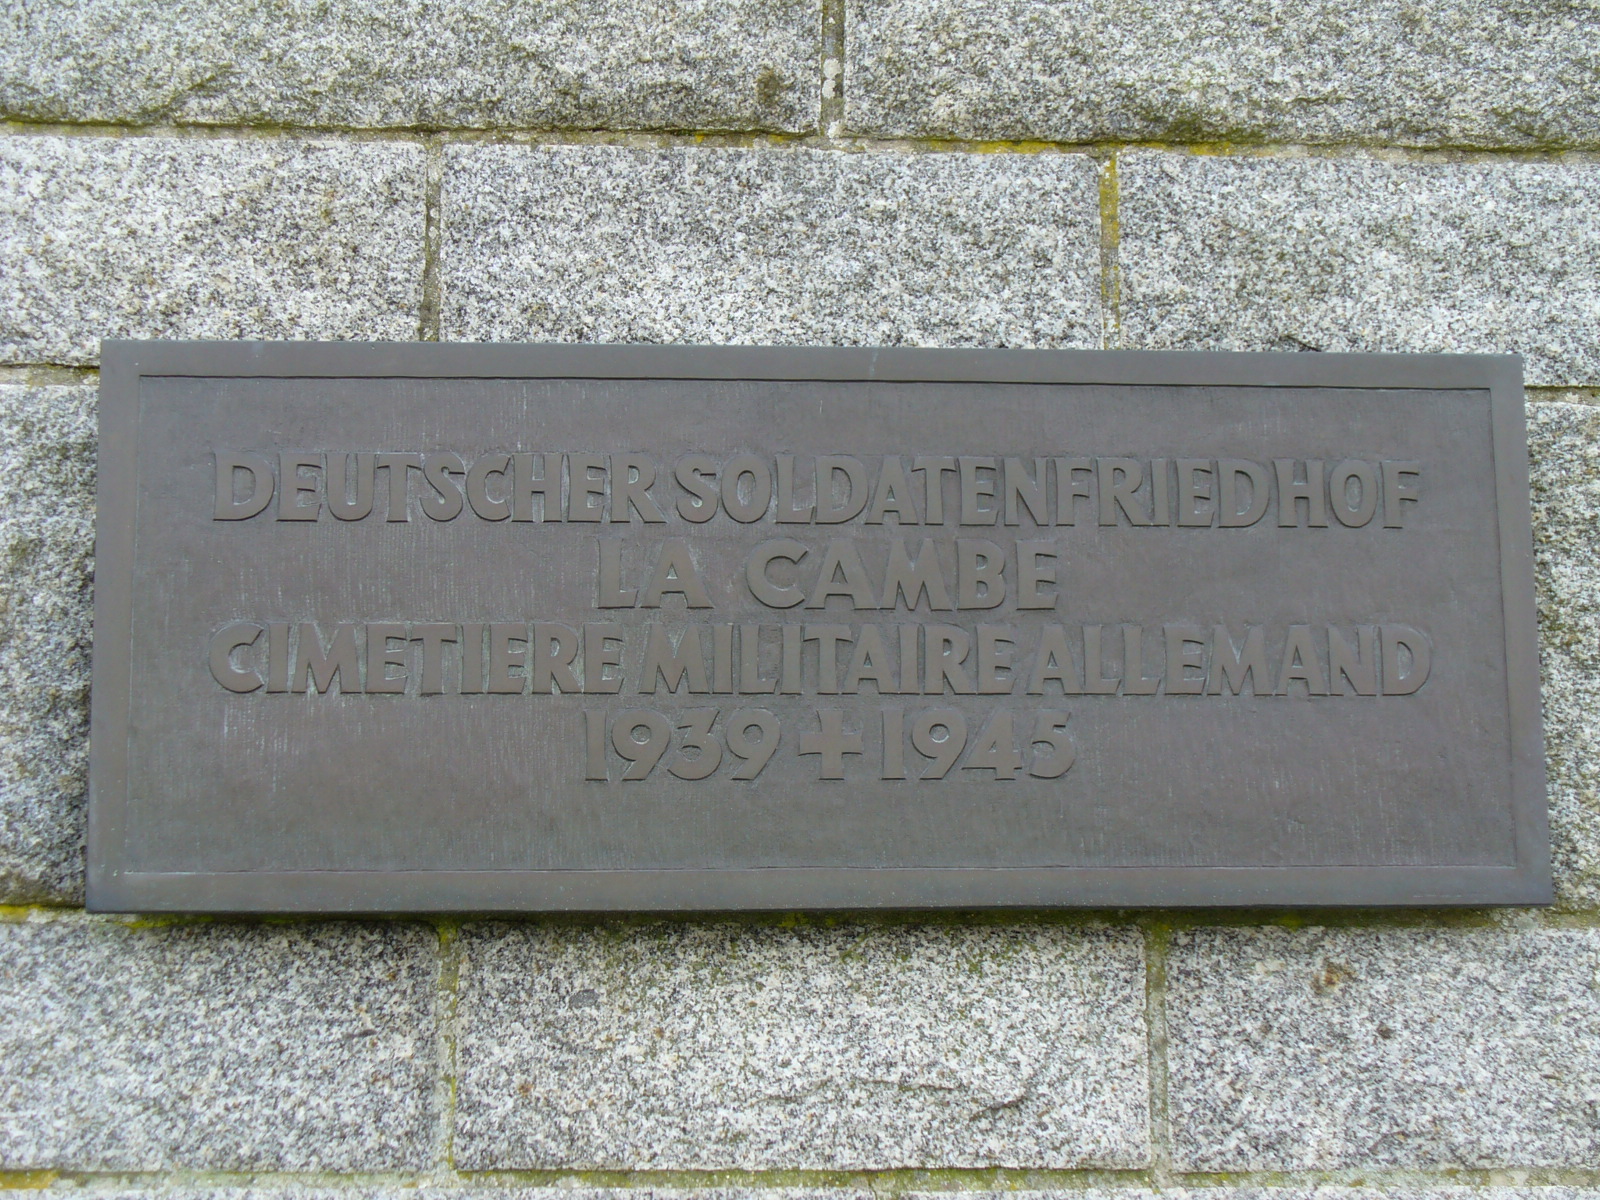 DEUTSCHER SOLDATENFRIEDHOF
LA CAMBE
CIMETIERE MILITAIRE ALLEMAND
1939 + 1945